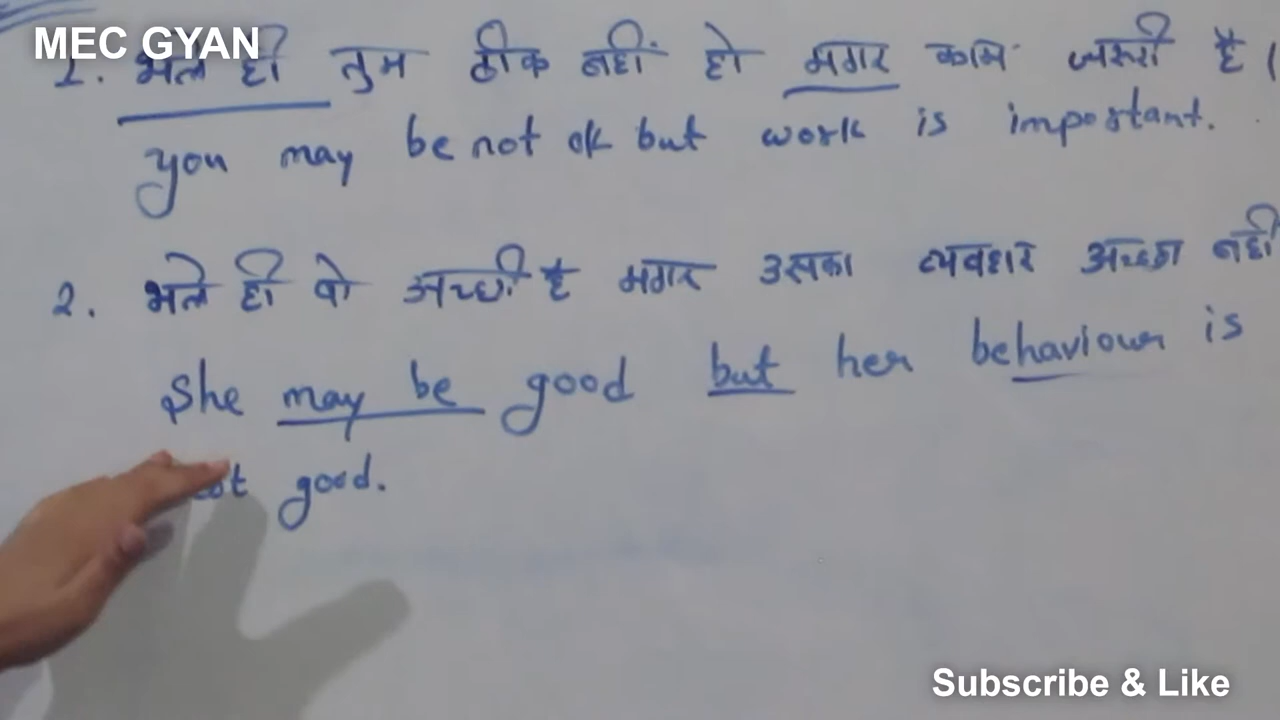 MEC GYAN
1. भले ही तुम ठीक नहीं हो मगर काम जरूरी है।
you may be not ok but work is important.
2. भले ही वो अच्छी है मगर उसका व्यवहार अच्छा नही
She may be good but her behaviour is
good.
Subscribe & Like